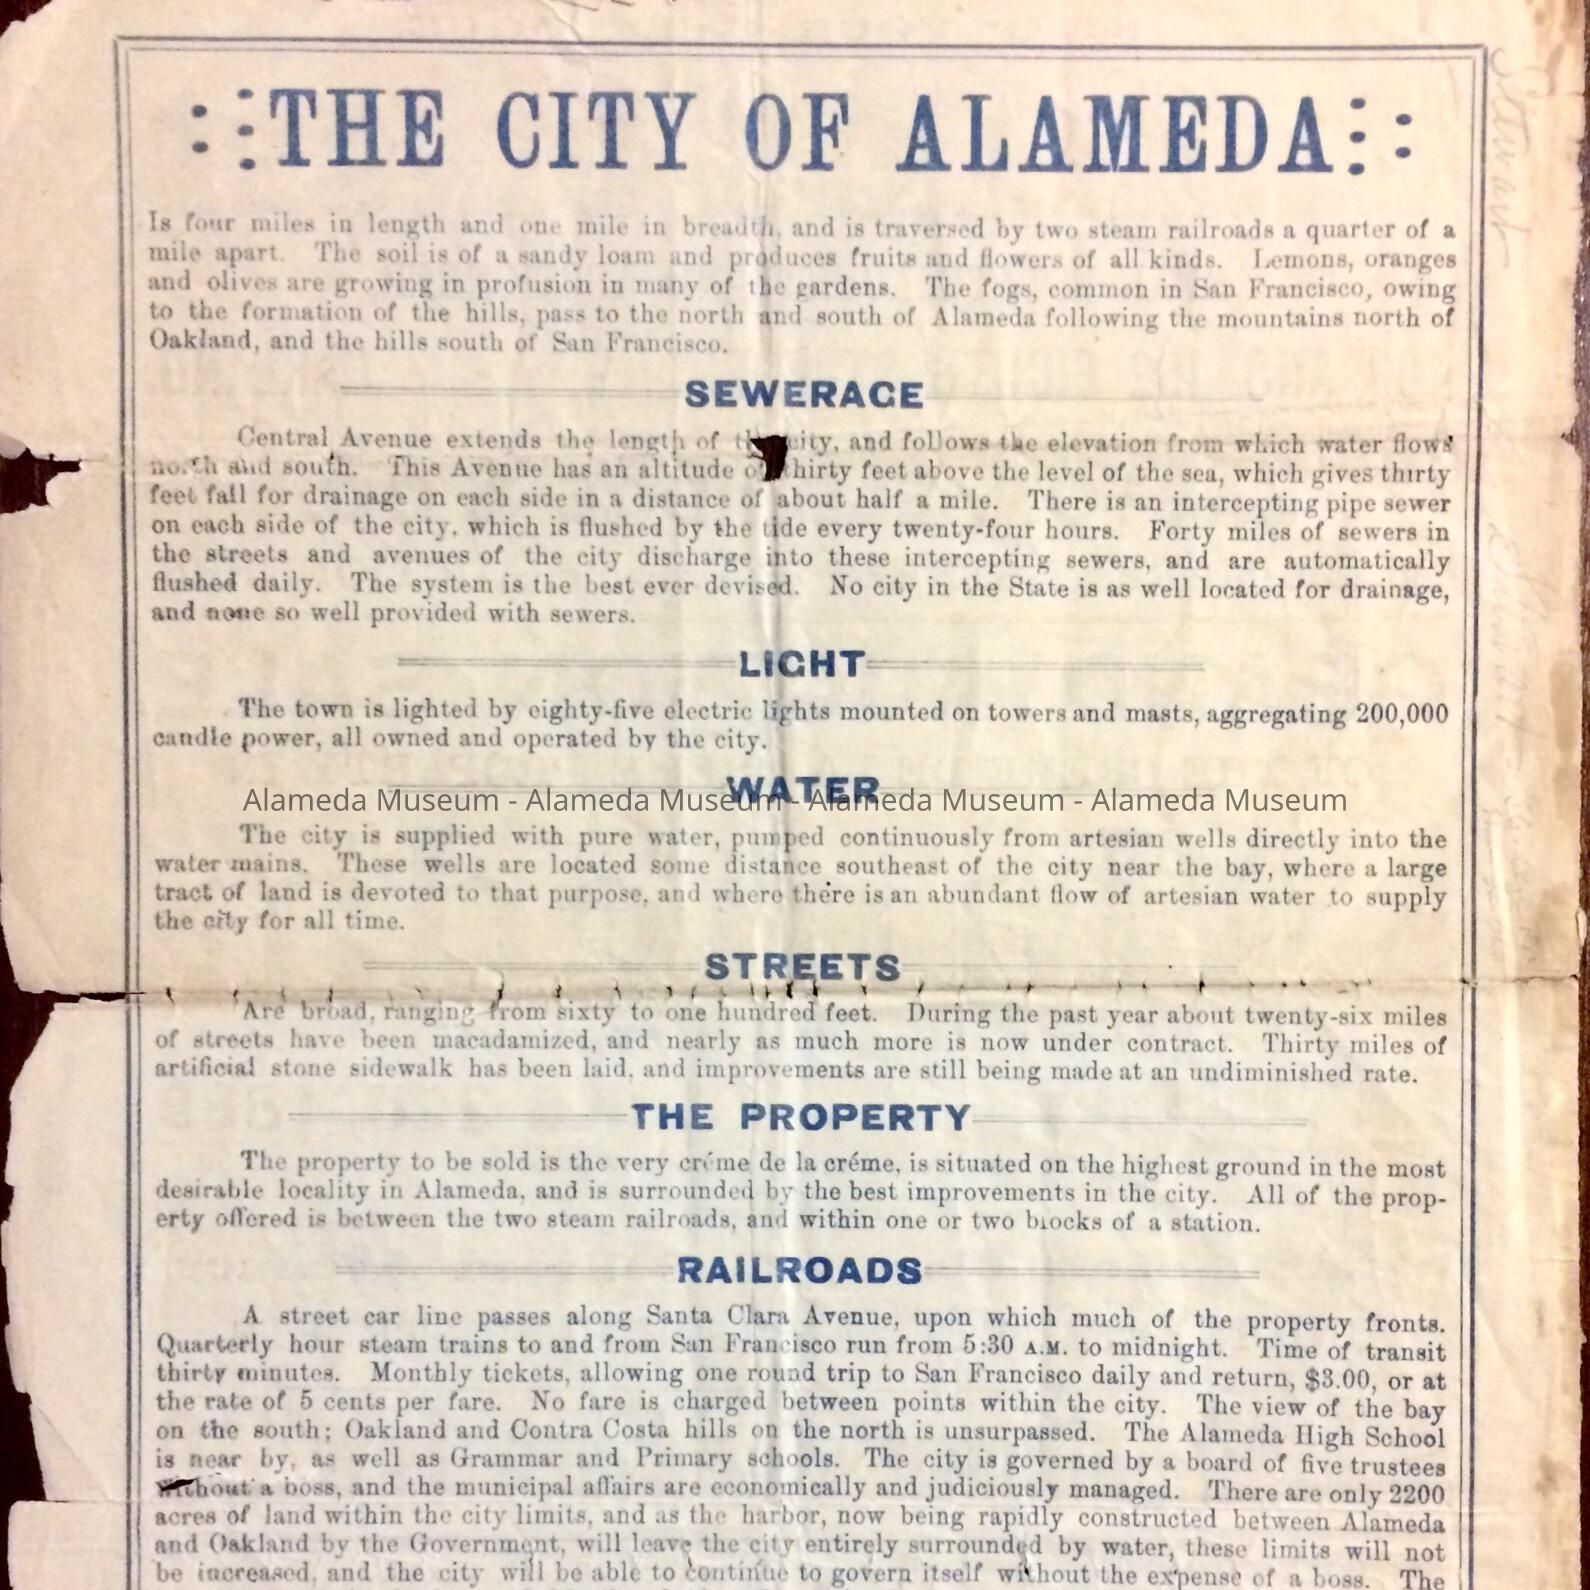 THE CITY OF ALAMEDA
Is four miles in length and one mile in breadth, and is traversed by two steam railroads a quarter of a
mile apart. The soil is of a sandy loam and produces fruits and flowers of all kinds. Lemons, oranges
and olives are growing in profusion in many of the gardens. The fogs, common in San Francisco, owing
to the formation of the hills, pass to the north and south of Alameda following the mountains north of
Oakland, and the hills south of San Francisco.
SEWERAGE
Central Avenue extends the length of the city, and follows the elevation from which water flows
north and south. This Avenue has an altitude of thirty feet above the level of the sea, which gives thirty
feet fall for drainage on each side in a distance of about half a mile. There is an intercepting pipe sewer
on each side of the city, which is flushed by the tide every twenty-four hours. Forty miles of sewers in
the streets and avenues of the city discharge into these intercepting sewers, and are automatically
flushed daily. The system is the best ever devised. No city in the State is as well located for drainage,
and none so well provided with sewers.
LIGHT
The town is lighted by eighty-five electric lights mounted on towers and masts, aggregating 200,000
candle power, all owned and operated by the city.
WATER
Alameda Museum - Alameda Museum - Alameda Museum - Alameda Museum
The city is supplied with pure water, pumped continuously from artesian wells directly into the
water mains. These wells are located some distance southeast of the city near the bay, where a large
tract of land is devoted to that purpose, and where there is an abundant flow of artesian water to supply
the city for all time.
STREETS
Are broad, ranging from sixty to one hundred feet. During the past year about twenty-six miles
of streets have been macadamized, and nearly as much more is now under contract. Thirty miles of
artificial stone sidewalk has been laid, and improvements are still being made at an undiminished rate.
THE PROPERTY
The property to be sold is the very créme de la créme, is situated on the highest ground in the most
desirable locality in Alameda, and is surrounded by the best improvements in the city. All of the prop-
erty offered is between the two steam railroads, and within one or two blocks of a station.
RAILROADS
A street car line passes along Santa Clara Avenue, upon which much of the property fronts.
Quarterly hour steam trains to and from San Francisco run from 5:30 A.M. to midnight. Time of transit
thirty minutes. Monthly tickets, allowing one round trip to San Francisco daily and return, $3.00, or at
the rate of 5 cents per fare. No fare is charged between points within the city. The view of the bay
on the south; Oakland and Contra Costa hills on the north is unsurpassed. The Alameda High School
is near by, as well as Grammar and Primary schools. The city is governed by a board of five trustees
without a boss, and the municipal affairs are economically and judiciously managed. There are only 2200
acres of land within the city limits, and as the harbor, now being rapidly constructed between Alameda
and Oakland by the Government, will leave the city entirely surrounded by water, these limits will not
be increased, and the city will be able to continue to govern itself without the expense of a boss. The